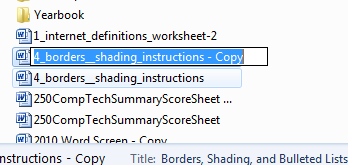 Yearbook
1_internet_definitions_worksheet-2
4_borders__shading_instructions - Copy
4_borders__shading_instructions
250CompTechSummaryScoreSheet ...
250CompTechSummaryScoreSheet
2010 Word Screen - Copy
nstructions - Copy Title: Borders, Shading, and Bulleted Lists